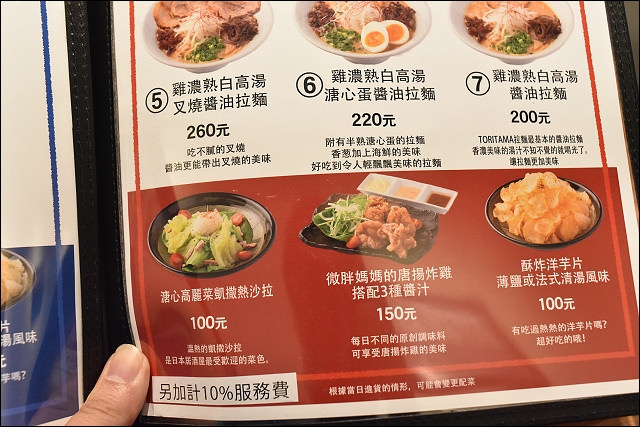 ⑤ 雞濃熟白高湯
叉燒醬油拉麵
260元
吃不膩的叉燒
醬油更能帶出叉燒的美味
⑥ 雞濃熟白高湯
溏心蛋醬油拉麵
220元
附有半熟溏心蛋的拉麵
香葱加上海鮮的美味
好吃到令人輕飄飄美味的拉麵
⑦ 雞濃熟白高湯
醬油拉麵
200元
TORITAMA拉麵最基本的醬油拉麵
香濃美味的湯汁不知不覺的就喝光了。
讓拉麵更加美味
溏心高麗菜凱撒熱沙拉
100元
溫熱的凱撒沙拉
是日本居酒屋最受歡迎的菜色。
微胖媽媽的唐揚炸雞
搭配3種醬汁
150元
每日不同的原創調味料
可享受唐揚炸雞的美味
酥炸洋芋片
薄鹽或法式清湯風味
100元
有吃過熱熱的洋芋片嗎?
超好吃的哦!
另加計10%服務費
根據當日進貨的情形，可能會變更配菜
片
湯風味
元
芋嗎?